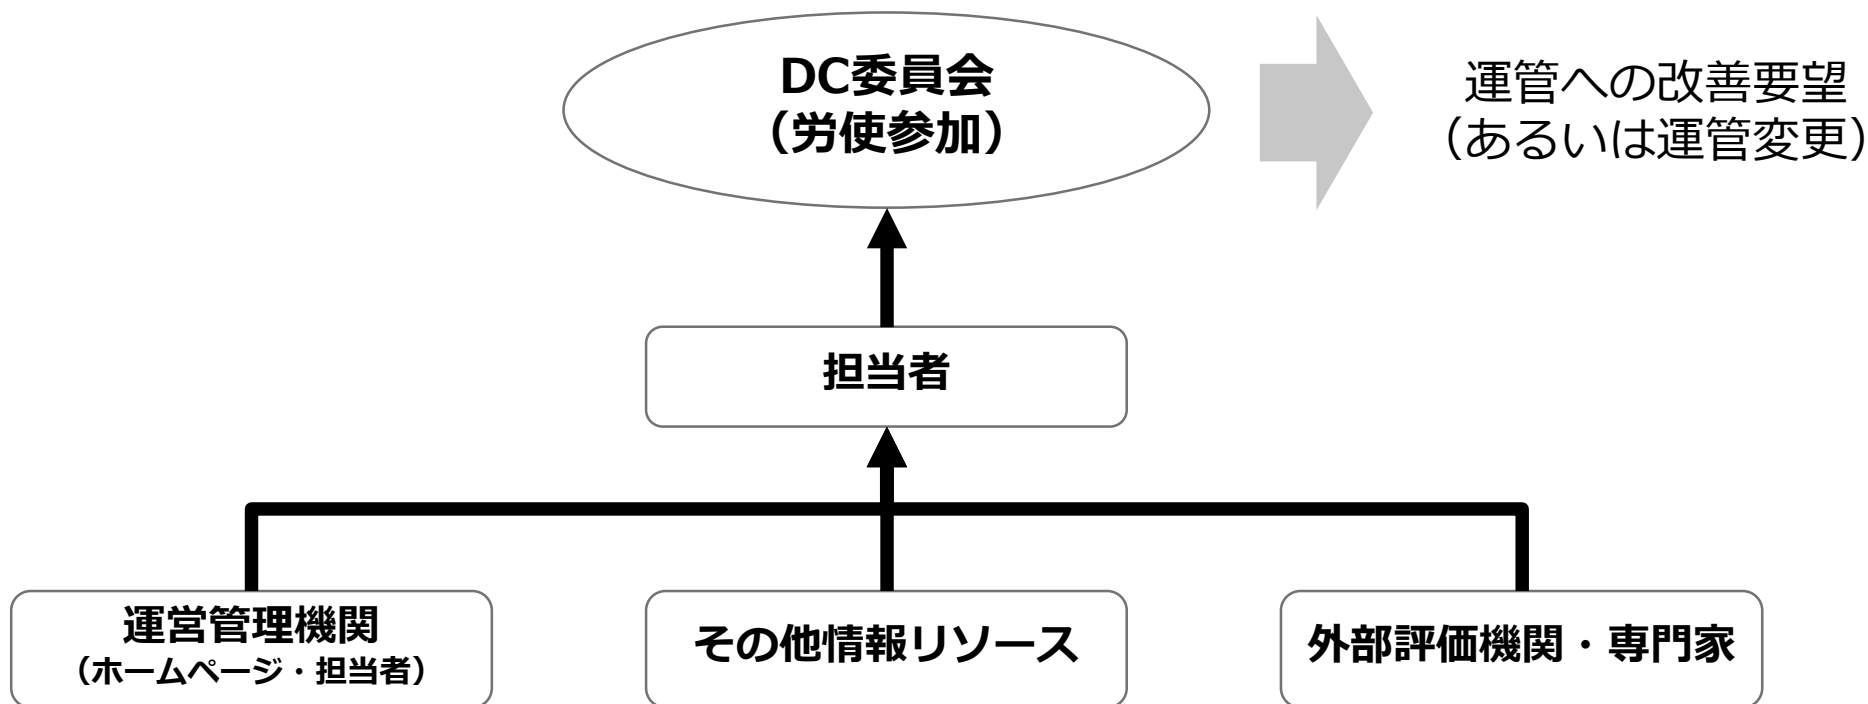 DC委員会
（労使参加）
運管への改善要望
（あるいは運管変更）
担当者
運営管理機関
（ホームページ・担当者）
その他情報リソース
外部評価機関・専門家